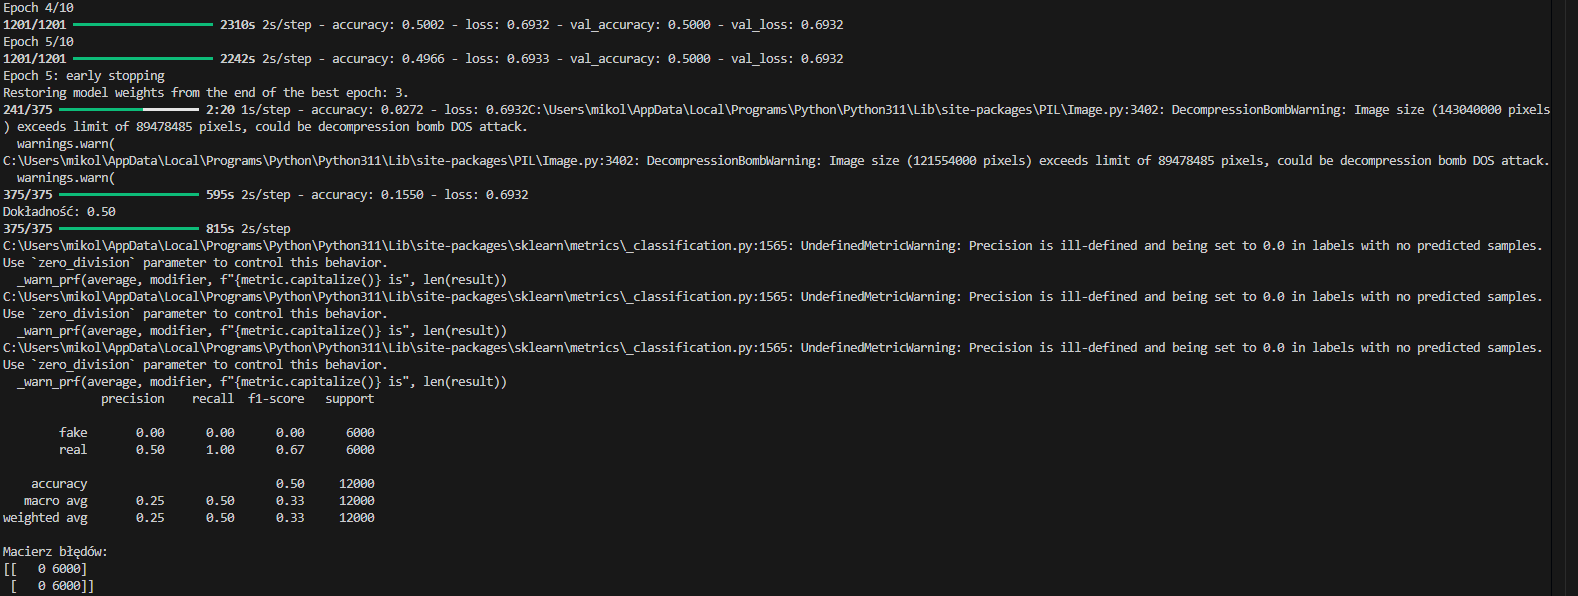 Epoch 4/10
1201/1201 2310s 2s/step - accuracy: 0.5002 - loss: 0.6932 - val_accuracy: 0.5000 - val_loss: 0.6932
Epoch 5/10
1201/1201 2242s 2s/step - accuracy: 0.4966 - loss: 0.6933 - val_accuracy: 0.5000 - val_loss: 0.6932
Epoch 5: early stopping
Restoring model weights from the end of the best epoch: 3.
241/375 2:20 1s/step - accuracy: 0.0272 - loss: 0.6932C:\Users\mikol\AppData\Local\Programs\Python\Python311\Lib\site-packages\PIL\Image.py:3402: DecompressionBombWarning: Image size (143040000 pixels
) exceeds limit of 89478485 pixels, could be decompression bomb DOS attack.
  warnings.warn(
C:\Users\mikol\AppData\Local\Programs\Python\Python311\Lib\site-packages\PIL\Image.py:3402: DecompressionBombWarning: Image size (121554000 pixels) exceeds limit of 89478485 pixels, could be decompression bomb DOS attack.
  warnings.warn(
375/375 595s 2s/step - accuracy: 0.1550 - loss: 0.6932
Dokładność: 0.50
375/375 815s 2s/step
C:\Users\mikol\AppData\Local\Programs\Python\Python311\Lib\site-packages\sklearn\metrics\_classification.py:1565: UndefinedMetricWarning: Precision is ill-defined and being set to 0.0 in labels with no predicted samples.
Use `zero_division` parameter to control this behavior.
  _warn_prf(average, modifier, f"{metric.capitalize()} is", len(result))
C:\Users\mikol\AppData\Local\Programs\Python\Python311\Lib\site-packages\sklearn\metrics\_classification.py:1565: UndefinedMetricWarning: Precision is ill-defined and being set to 0.0 in labels with no predicted samples.
Use `zero_division` parameter to control this behavior.
  _warn_prf(average, modifier, f"{metric.capitalize()} is", len(result))
C:\Users\mikol\AppData\Local\Programs\Python\Python311\Lib\site-packages\sklearn\metrics\_classification.py:1565: UndefinedMetricWarning: Precision is ill-defined and being set to 0.0 in labels with no predicted samples.
Use `zero_division` parameter to control this behavior.
  _warn_prf(average, modifier, f"{metric.capitalize()} is", len(result))
              precision    recall  f1-score   support
        fake       0.00      0.00      0.00      6000
        real       0.50      1.00      0.67      6000
    accuracy                           0.50     12000
   macro avg       0.25      0.50      0.33     12000
weighted avg       0.25      0.50      0.33     12000
Macierz błędów:
[[   0 6000]
 [   0 6000]]